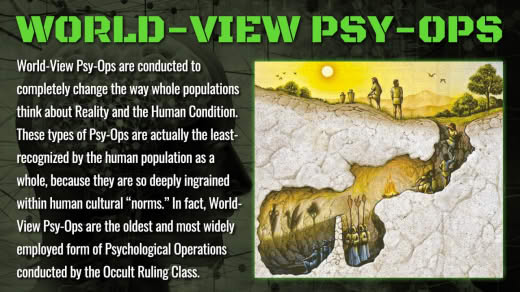 WORLD-VIEW PSY-OPS
World-View Psy-Ops are conducted to
completely change the way whole populations
think about Reality and the Human Condition.
These types of Psy-Ops are actually the least-
recognized by the human population as a
whole, because they are so deeply ingrained
within human cultural “norms.” In fact, World-
View Psy-Ops are the oldest and most widely
employed form of Psychological Operations
conducted by the Occult Ruling Class.